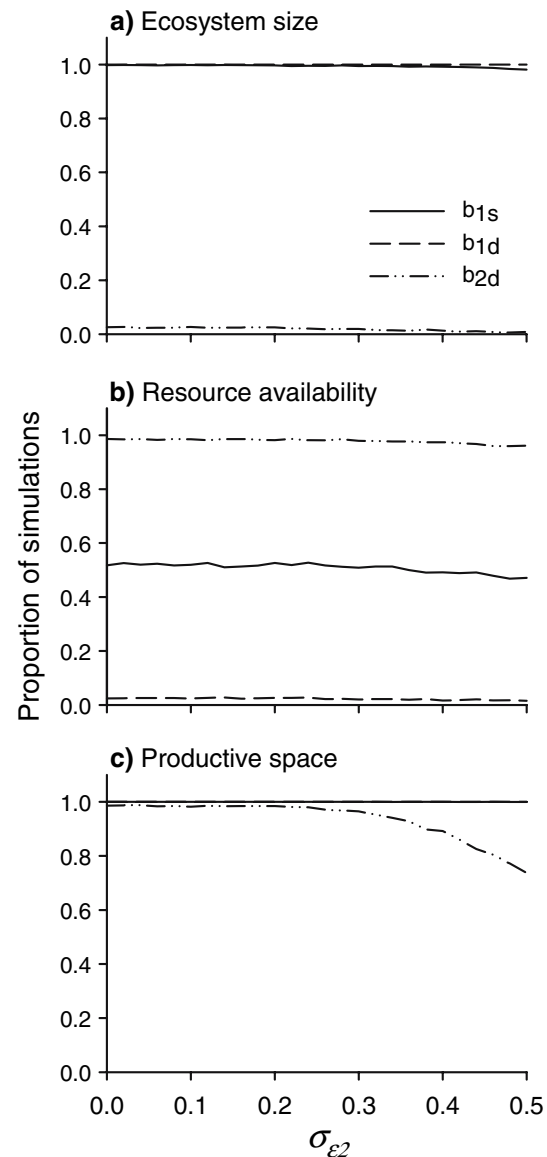 a) Ecosystem size
1.0
0.8
0.6
0.4
0.2
0.0
b1s
b1d
b2d
b) Resource availability
1.0
0.8
0.6
0.4
0.2
0.0
Proportion of simulations
c) Productive space
1.0
0.8
0.6
0.4
0.2
0.0
0.0 0.1 0.2 0.3 0.4 0.5
σε2